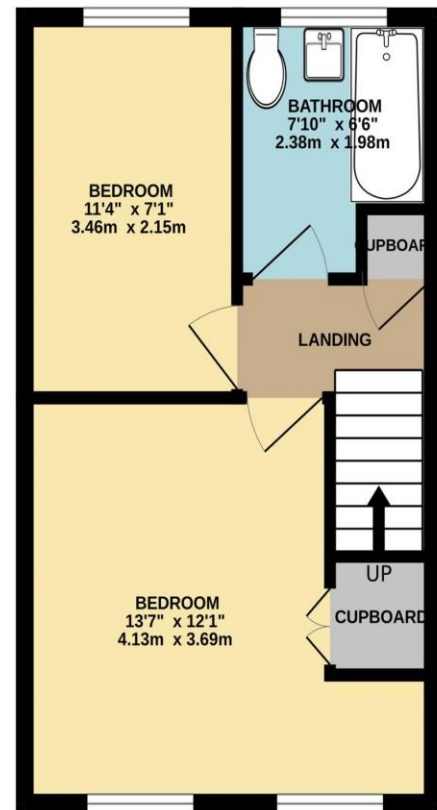 BATHROOM
7'10" x 6'6"
2.38m x 1.98m
BEDROOM
11'4" x 7'1"
3.46m x 2.15m
CUPBOARD
LANDING
UP
CUPBOARD
BEDROOM
13'7" x 12'1"
4.13m x 3.69m